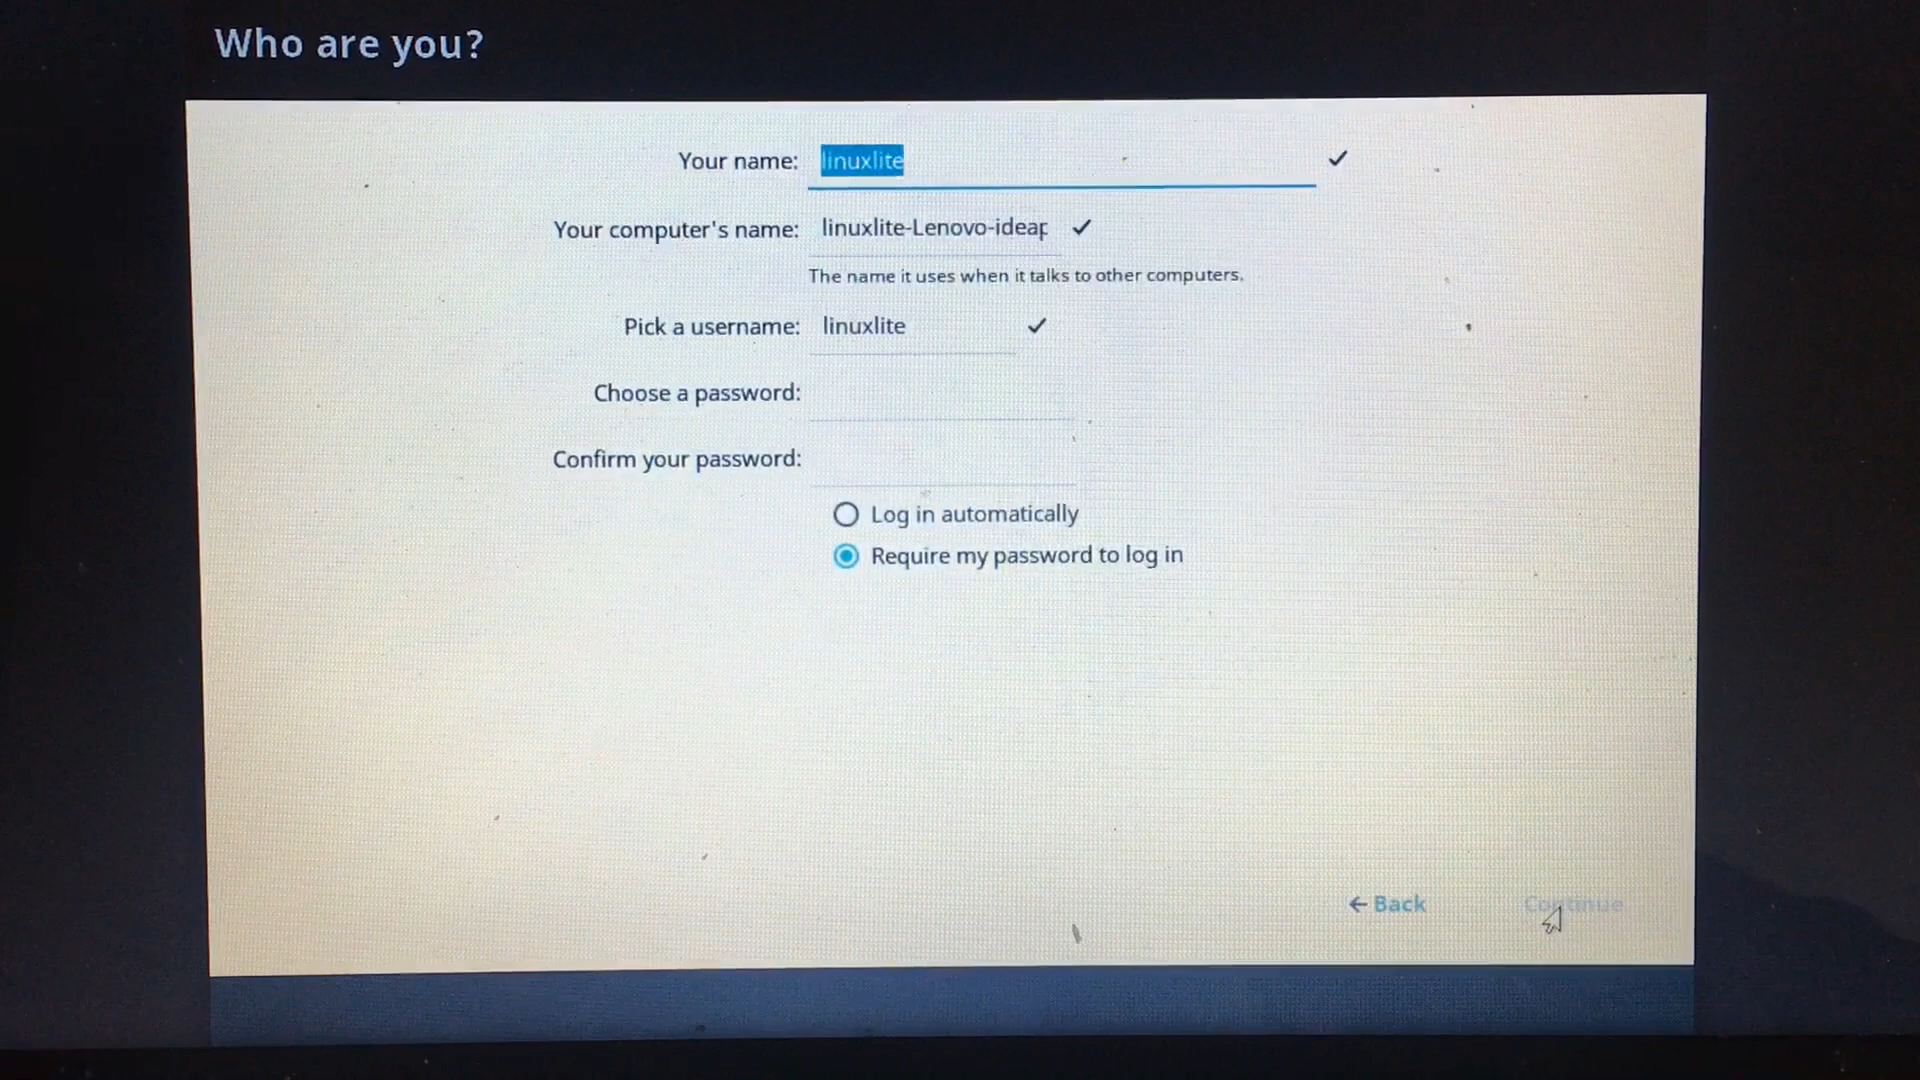 Who are you?
Your name: linuxlite
Your computer's name: linuxlite-Lenovo-ideap
The name it uses when it talks to other computers.
Pick a username: linuxlite
Choose a password:
Confirm your password:
Log in automatically
Require my password to log in
Back Continue